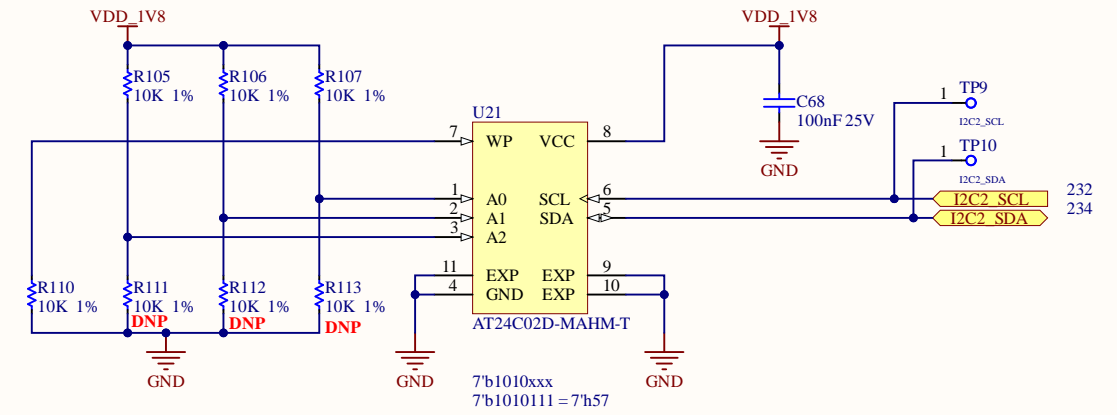 VDD_1V8
VDD_1V8
R105
10K 1%
R106
10K 1%
R107
10K 1%
C68
100nF 25V
GND
TP9
1
I2C2_SCL
TP10
1
I2C2_SDA
U21
7 WP VCC 8
1 A0 SCL 6
2 A1 SDA 5
3 A2
11 EXP EXP 9
4 GND EXP 10
AT24C02D-MAHM-T
I2C2_SCL 232
I2C2_SDA 234
R110
10K 1%
R111
10K 1%
DNP
R112
10K 1%
DNP
R113
10K 1%
DNP
GND
GND
GND
7'b1010xxx
7'b1010111 = 7'h57